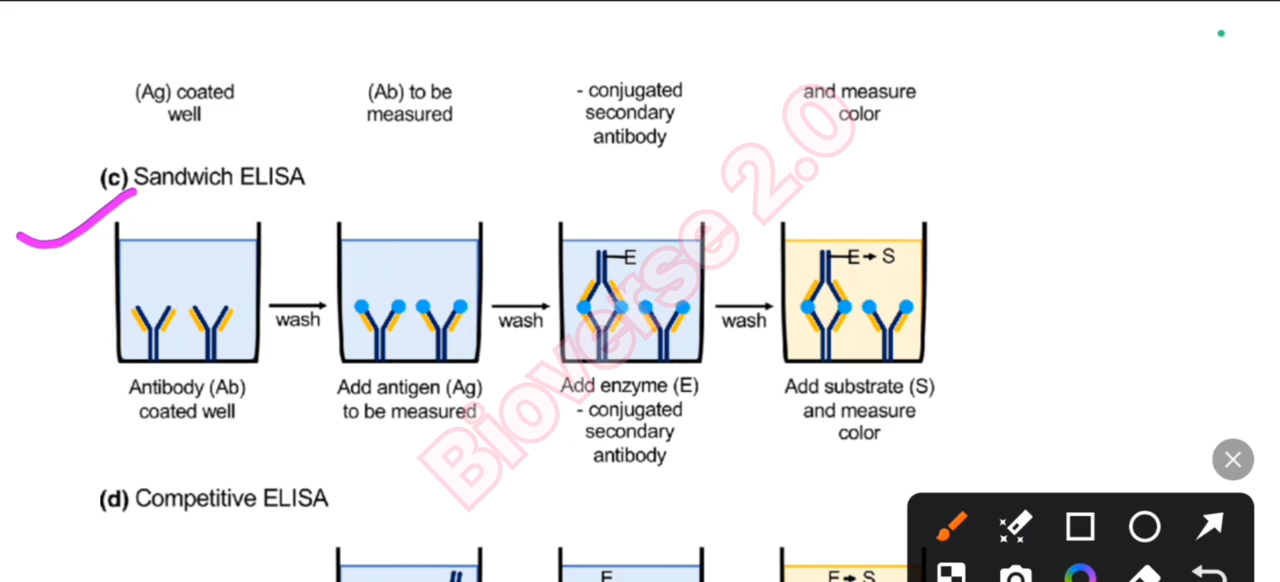 (Ag) coated
well
(Ab) to be
measured
- conjugated
secondary
antibody
and measure
color
(c) Sandwich ELISA
E
E → S
wash
wash
wash
Antibody (Ab)
coated well
Add antigen (Ag)
to be measured
Add enzyme (E)
- conjugated
secondary
antibody
Add substrate (S)
and measure
color
Bioverse 2.0
(d) Competitive ELISA
E
E → S